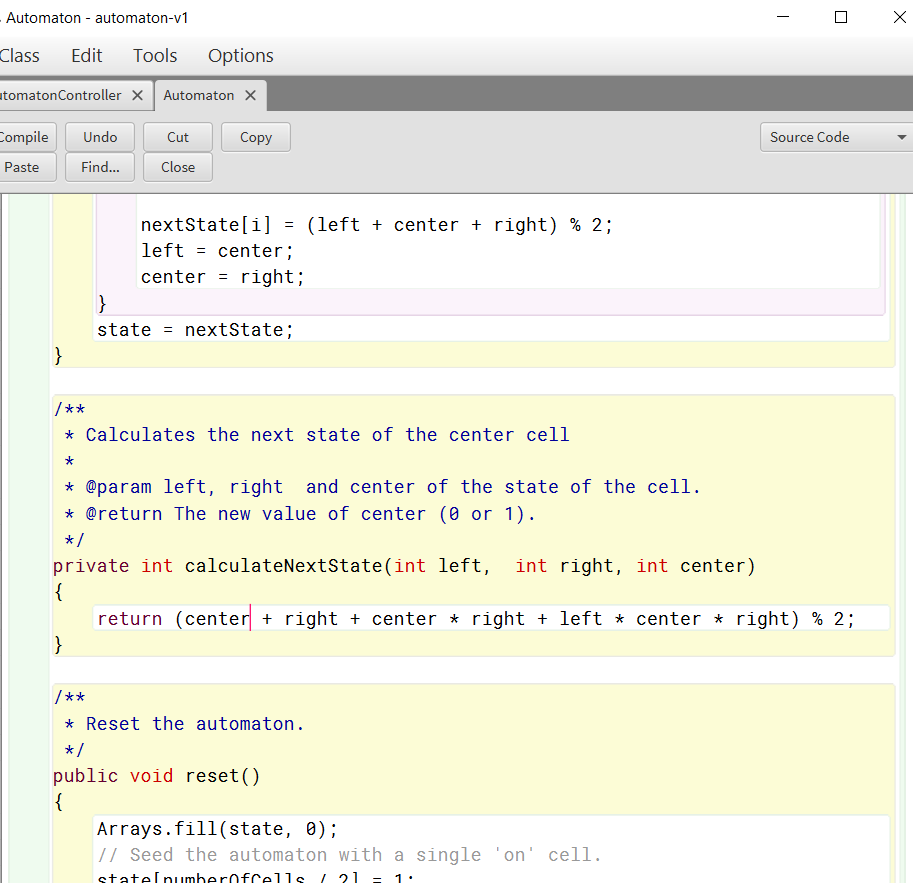 Automaton - automaton-v1
Class Edit Tools Options
utomatonController Automaton
Compile Undo Cut Copy Source Code
Paste Find... Close
nextState[i] = (left + center + right) % 2;
left = center;
center = right;
}
state = nextState;
}
/**
* Calculates the next state of the center cell
*
* @param left, right  and center of the state of the cell.
* @return The new value of center (0 or 1).
*/
private int calculateNextState(int left,  int right, int center)
{
return (center + right + center * right + left * center * right) % 2;
}
/**
* Reset the automaton.
*/
public void reset()
{
Arrays.fill(state, 0);
// Seed the automaton with a single 'on' cell.
state[numberOfCells / 2] = 1;